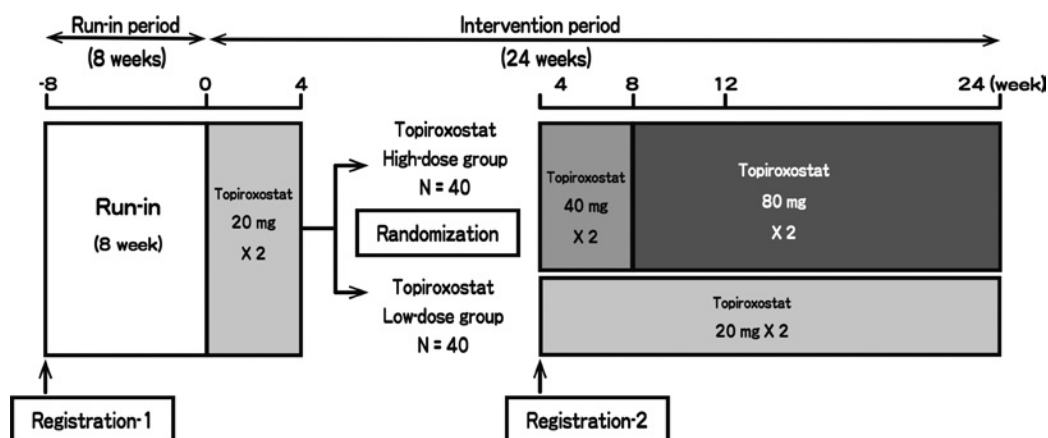 Run-in period
(8 weeks)
Intervention period
(24 weeks)
-8 0 4 4 8 12 24 (week)
Run-in
(8 week)
Topiroxostat
20 mg
X 2
Topiroxostat
High-dose group
N = 40
Randomization
Topiroxostat
Low-dose group
N = 40
Topiroxostat
40 mg
X 2
Topiroxostat
80 mg
X 2
Topiroxostat
20 mg X 2
Registration-1
Registration-2